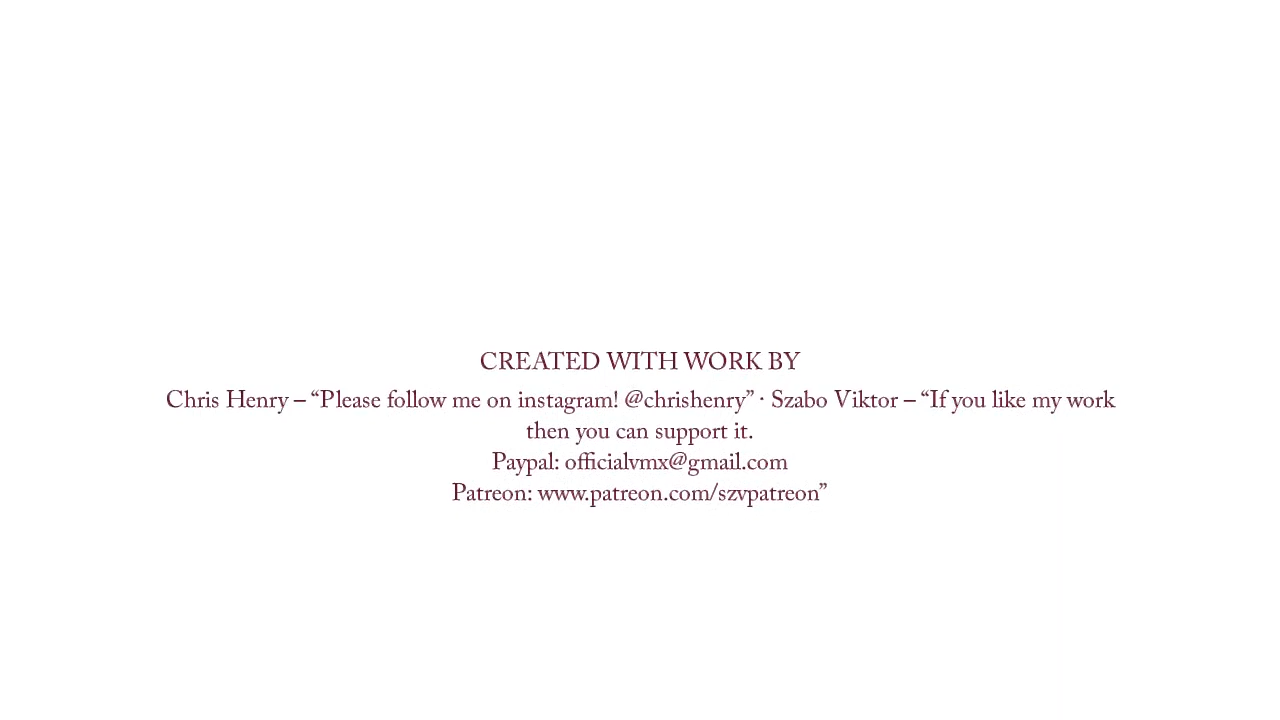 CREATED WITH WORK BY
Chris Henry – “Please follow me on instagram! @chrishenry” · Szabo Viktor – “If you like my work
then you can support it.
Paypal: officialvmx@gmail.com
Patreon: www.patreon.com/szvpatreon”